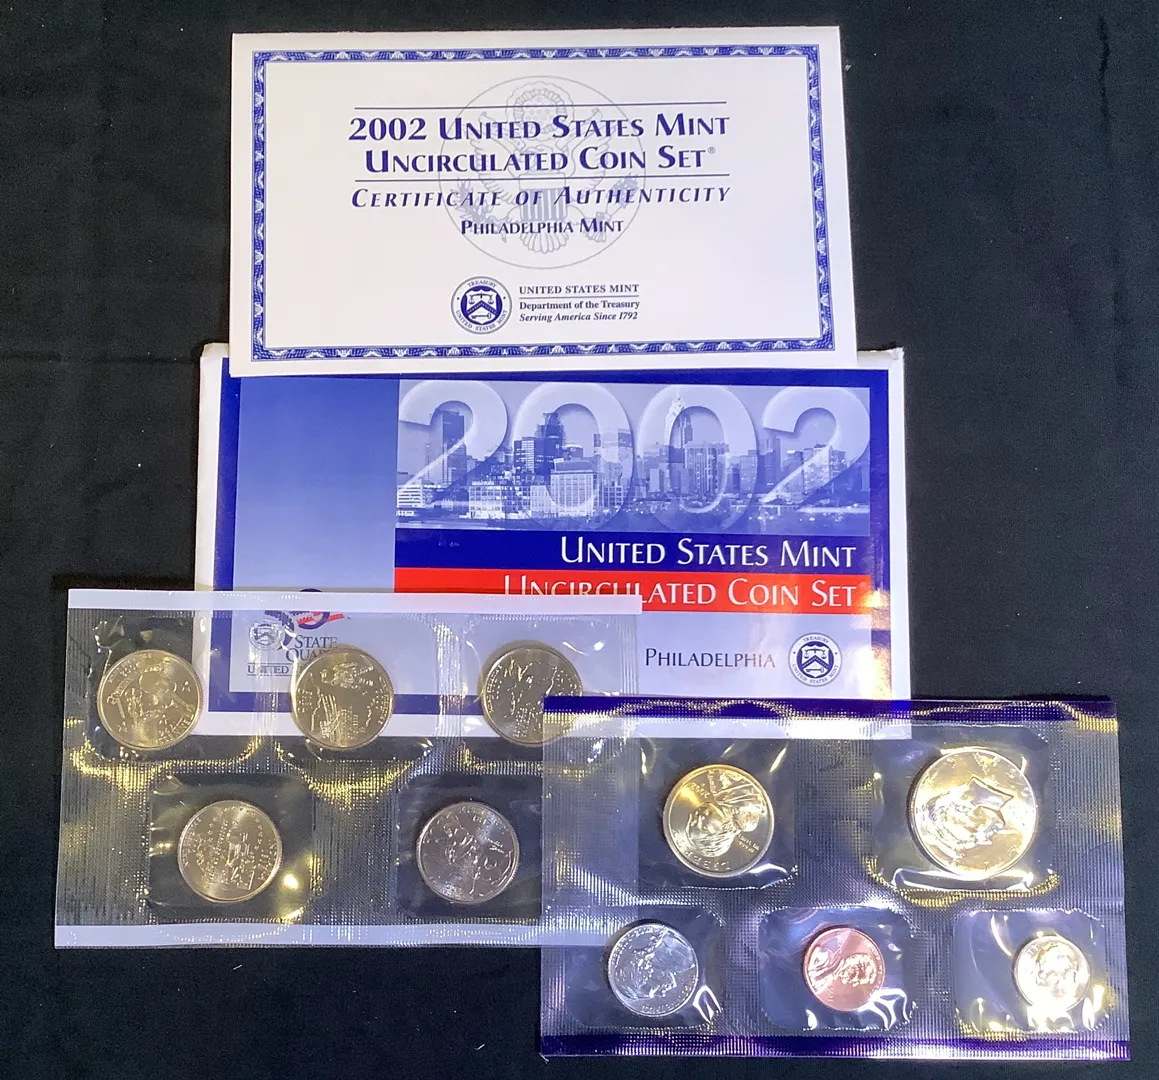 2002 UNITED STATES MINT
UNCIRCULATED COIN SET®
CERTIFICATE OF AUTHENTICITY
PHILADELPHIA MINT
UNITED STATES MINT
Department of the Treasury
Serving America Since 1792
2002
UNITED STATES MINT
UNCIRCULATED COIN SET
STATE
PHILADELPHIA